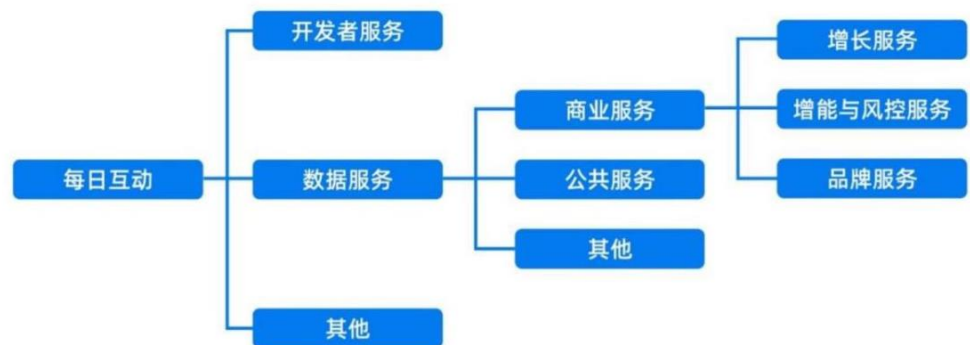 开发者服务
增长服务
商业服务
增能与风控服务
每日互动
数据服务
公共服务
品牌服务
其他
其他